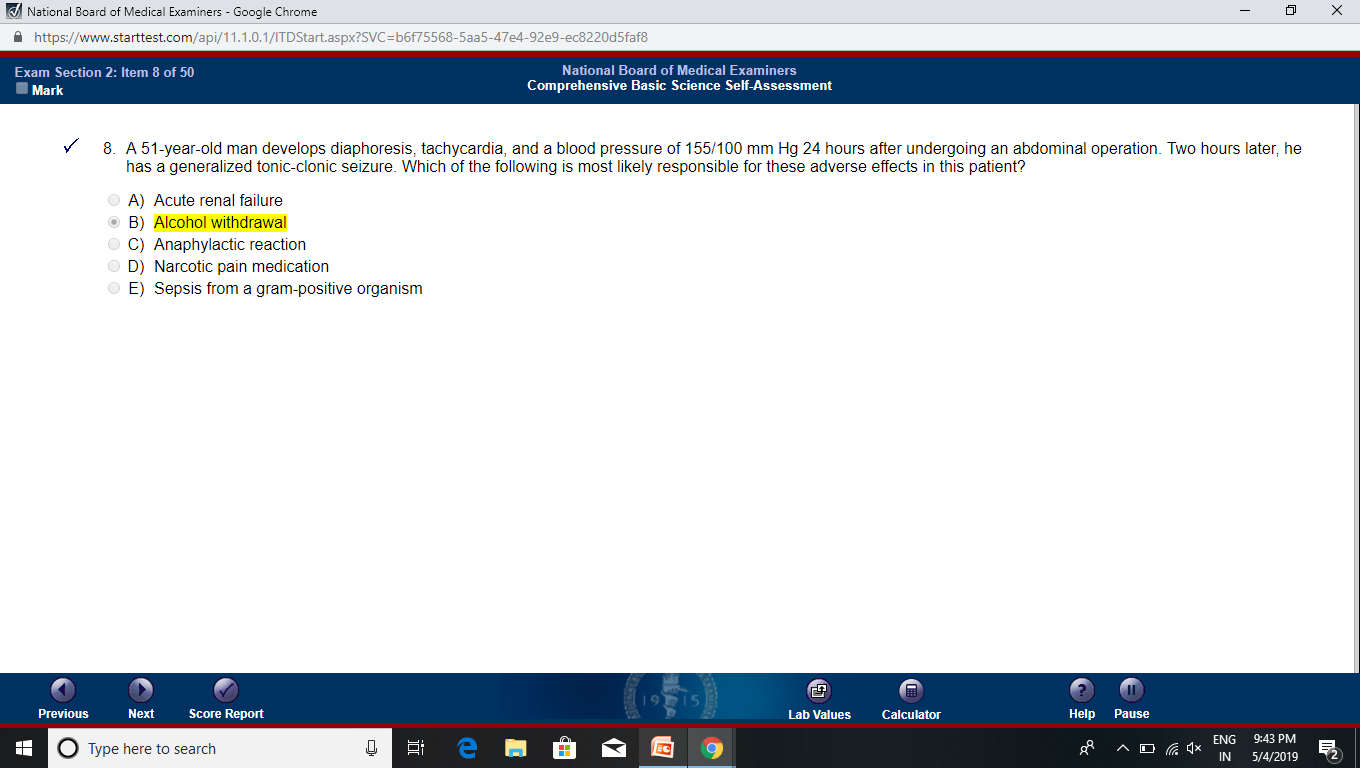 National Board of Medical Examiners - Google Chrome
https://www.starttest.com/api/11.1.0.1/ITDStart.aspx?SVC=b6f75568-5aa5-47e4-92e9-ec8220d5faf8
Exam Section 2: Item 8 of 50
National Board of Medical Examiners
Mark
Comprehensive Basic Science Self-Assessment
8. A 51-year-old man develops diaphoresis, tachycardia, and a blood pressure of 155/100 mm Hg 24 hours after undergoing an abdominal operation. Two hours later, he
has a generalized tonic-clonic seizure. Which of the following is most likely responsible for these adverse effects in this patient?
A) Acute renal failure
B) Alcohol withdrawal
C) Anaphylactic reaction
D) Narcotic pain medication
E) Sepsis from a gram-positive organism
1915
Previous Next Score Report Lab Values Calculator Help Pause
Type here to search
ENG 9:43 PM
IN 5/4/2019 2